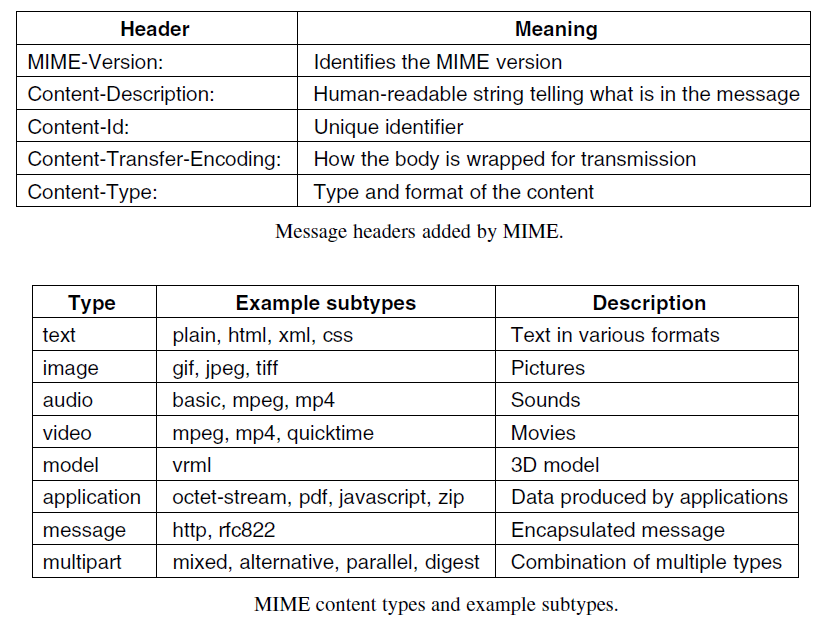 Header Meaning
MIME-Version: Identifies the MIME version
Content-Description: Human-readable string telling what is in the message
Content-Id: Unique identifier
Content-Transfer-Encoding: How the body is wrapped for transmission
Content-Type: Type and format of the content
Message headers added by MIME.
Type Example subtypes Description
text plain, html, xml, css Text in various formats
image gif, jpeg, tiff Pictures
audio basic, mpeg, mp4 Sounds
video mpeg, mp4, quicktime Movies
model vrml 3D model
application octet-stream, pdf, javascript, zip Data produced by applications
message http, rfc822 Encapsulated message
multipart mixed, alternative, parallel, digest Combination of multiple types
MIME content types and example subtypes.